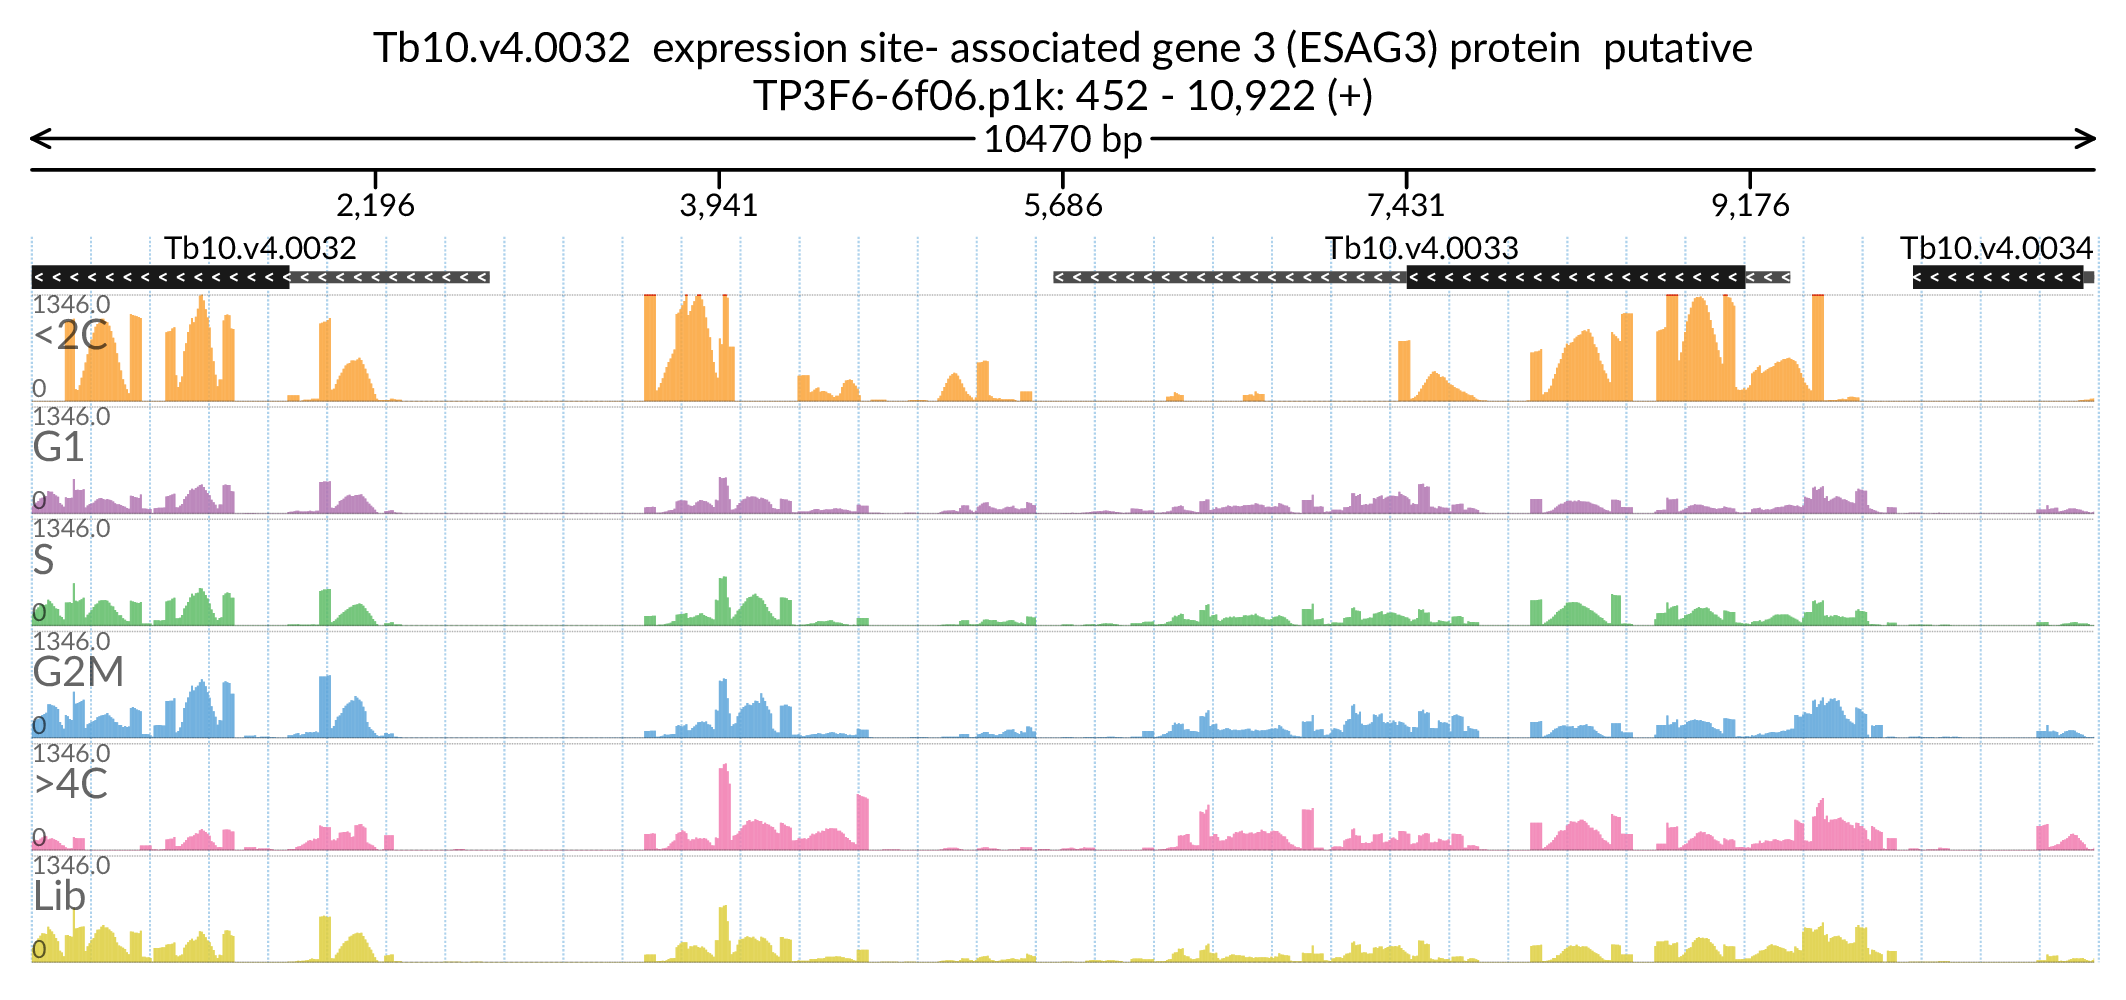 Tb10.v4.0032  expression site- associated gene 3 (ESAG3) protein  putative
TP3F6-6f06.p1k: 452 - 10,922 (+)
10470 bp
2,196 3,941 5,686 7,431 9,176
Tb10.v4.0032 Tb10.v4.0033 Tb10.v4.0034
1346.0
<2C
0
1346.0
G1
0
1346.0
S
0
1346.0
G2M
0
1346.0
>4C
0
1346.0
Lib
0